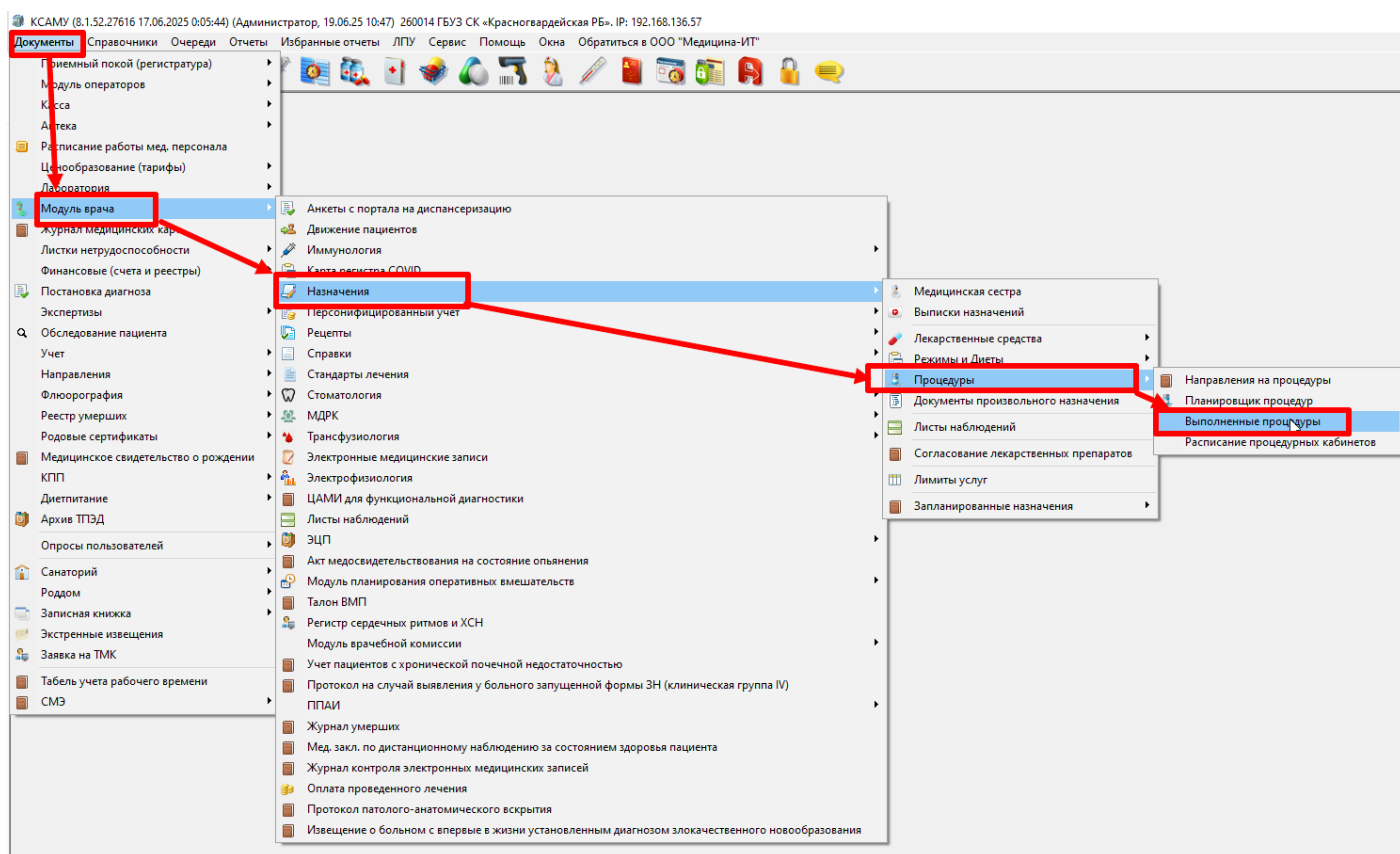 КСАМУ (8.1.52.27616 17.06.2025 0:05:44) (Администратор, 19.06.25 10:47) 260014 ГБУЗ СК «Красногвардейская РБ». IP: 192.168.136.57
Документы Справочники Очереди Отчеты Избранные отчеты ЛПУ Сервис Помощь Окна Обратиться в ООО "Медицина-ИТ"
Приемный покой (регистратура)
Модуль операторов
Касса
Аптека
Расписание работы мед. персонала
Ценообразование (тарифы)
Лаборатория
Модуль врача
Журнал медицинских карт
Листки нетрудоспособности
Финансовые (счета и реестры)
Постановка диагноза
Экспертизы
Обследование пациента
Учет
Направления
Флюорография
Реестр умерших
Родовые сертификаты
Медицинское свидетельство о рождении
КПП
Диетпитание
Архив ТПЭД
Опросы пользователей
Санаторий
Роддом
Записная книжка
Экстренные извещения
Заявка на ТМК
Табель учета рабочего времени
СМЭ
Анкеты с портала на диспансеризацию
Движение пациентов
Иммунология
Карта регистра COVID
Назначения
Персонифицированный учет
Рецепты
Справки
Стандарты лечения
Стоматология
МДРК
Трансфузиология
Электронные медицинские записи
Электрофизиология
ЦАМИ для функциональной диагностики
Листы наблюдений
ЭЦП
Акт медосвидетельствования на состояние опьянения
Модуль планирования оперативных вмешательств
Талон ВМП
Регистр сердечных ритмов и ХСН
Модуль врачебной комиссии
Учет пациентов с хронической почечной недостаточностью
Протокол на случай выявления у больного запущенной формы ЗН (клиническая группа IV)
ППАИ
Журнал умерших
Мед. закл. по дистанционному наблюдению за состоянием здоровья пациента
Журнал контроля электронных медицинских записей
Оплата проведенного лечения
Протокол патолого-анатомического вскрытия
Извещение о больном с впервые в жизни установленным диагнозом злокачественного новообразования
Медицинская сестра
Выписки назначений
Лекарственные средства
Режимы и Диеты
Процедуры
Документы произвольного назначения
Листы наблюдений
Согласование лекарственных препаратов
Лимиты услуг
Запланированные назначения
Направления на процедуры
Планировщик процедур
Выполненные процедуры
Расписание процедурных кабинетов